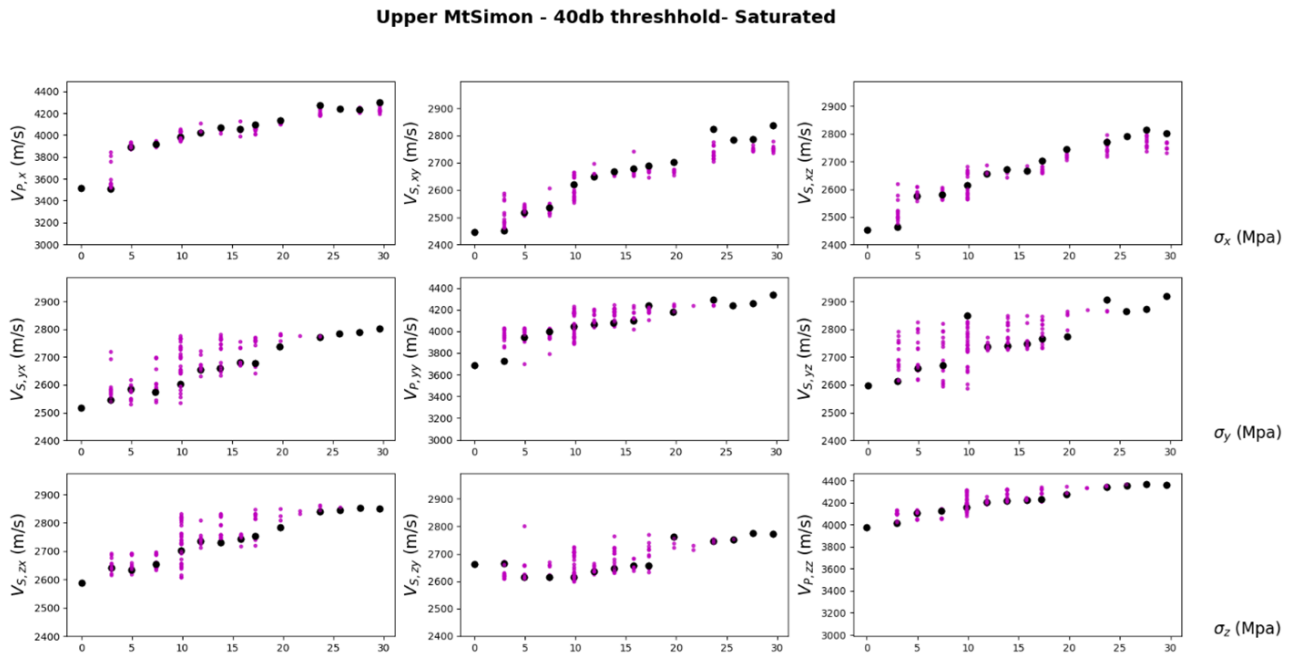 Upper MtSimon - 40db threshhold- Saturated
V_{P,x} (m/s)
4400
4200
4000
3800
3600
3400
3200
3000
0 5 10 15 20 25 30
V_{S,xy} (m/s)
2900
2800
2700
2600
2500
2400
0 5 10 15 20 25 30
V_{S,xz} (m/s)
2900
2800
2700
2600
2500
2400
0 5 10 15 20 25 30
σ_x (Mpa)
V_{S,yx} (m/s)
2900
2800
2700
2600
2500
2400
0 5 10 15 20 25 30
V_{P,yy} (m/s)
4400
4200
4000
3800
3600
3400
3200
3000
0 5 10 15 20 25 30
V_{S,yz} (m/s)
2900
2800
2700
2600
2500
2400
0 5 10 15 20 25 30
σ_y (Mpa)
V_{S,zx} (m/s)
2900
2800
2700
2600
2500
2400
0 5 10 15 20 25 30
V_{S,zy} (m/s)
2900
2800
2700
2600
2500
2400
0 5 10 15 20 25 30
V_{P,zz} (m/s)
4400
4200
4000
3800
3600
3400
3200
3000
0 5 10 15 20 25 30
σ_z (Mpa)